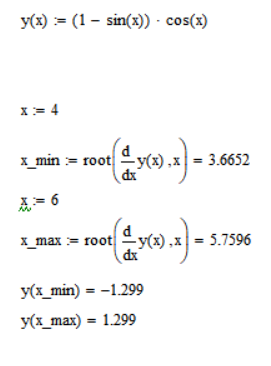 y(x) := (1 − sin(x)) · cos(x)
x := 4
x_min := root(d/dx y(x) ,x) = 3.6652
x := 6
x_max := root(d/dx y(x) ,x) = 5.7596
y(x_min) = −1.299
y(x_max) = 1.299